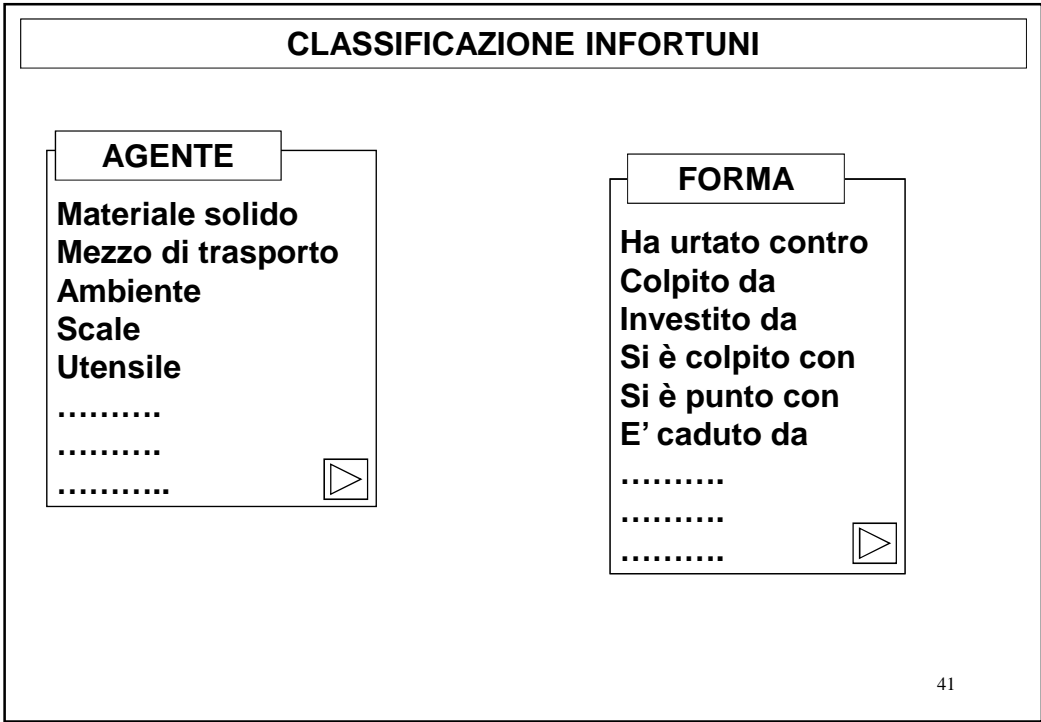 CLASSIFICAZIONE INFORTUNI
AGENTE
Materiale solido
Mezzo di trasporto
Ambiente
Scale
Utensile
……….
……….
………..
FORMA
Ha urtato contro
Colpito da
Investito da
Si è colpito con
Si è punto con
E’ caduto da
……….
……….
……….
41